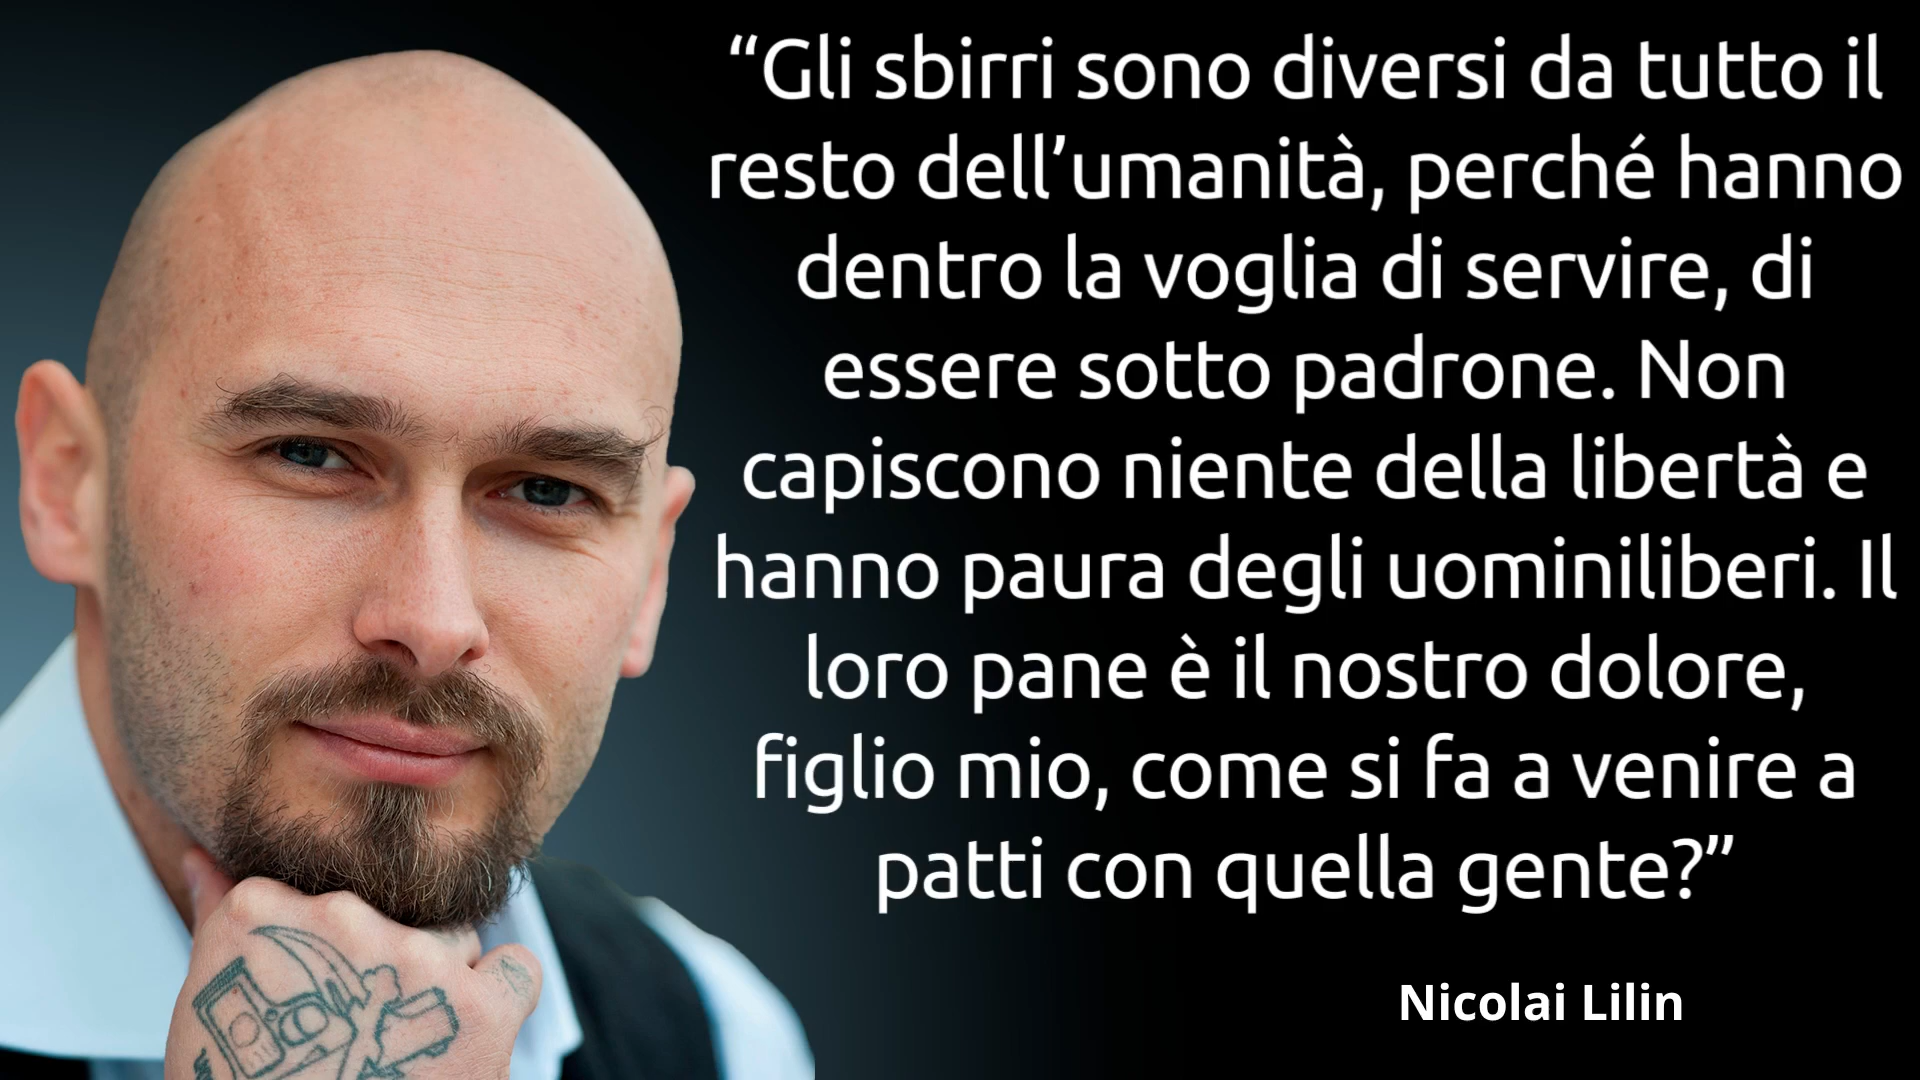 “Gli sbirri sono diversi da tutto il
resto dell’umanità, perché hanno
dentro la voglia di servire, di
essere sotto padrone. Non
capiscono niente della libertà e
hanno paura degli uominiliberi. Il
loro pane è il nostro dolore,
figlio mio, come si fa a venire a
patti con quella gente?”
Nicolai Lilin